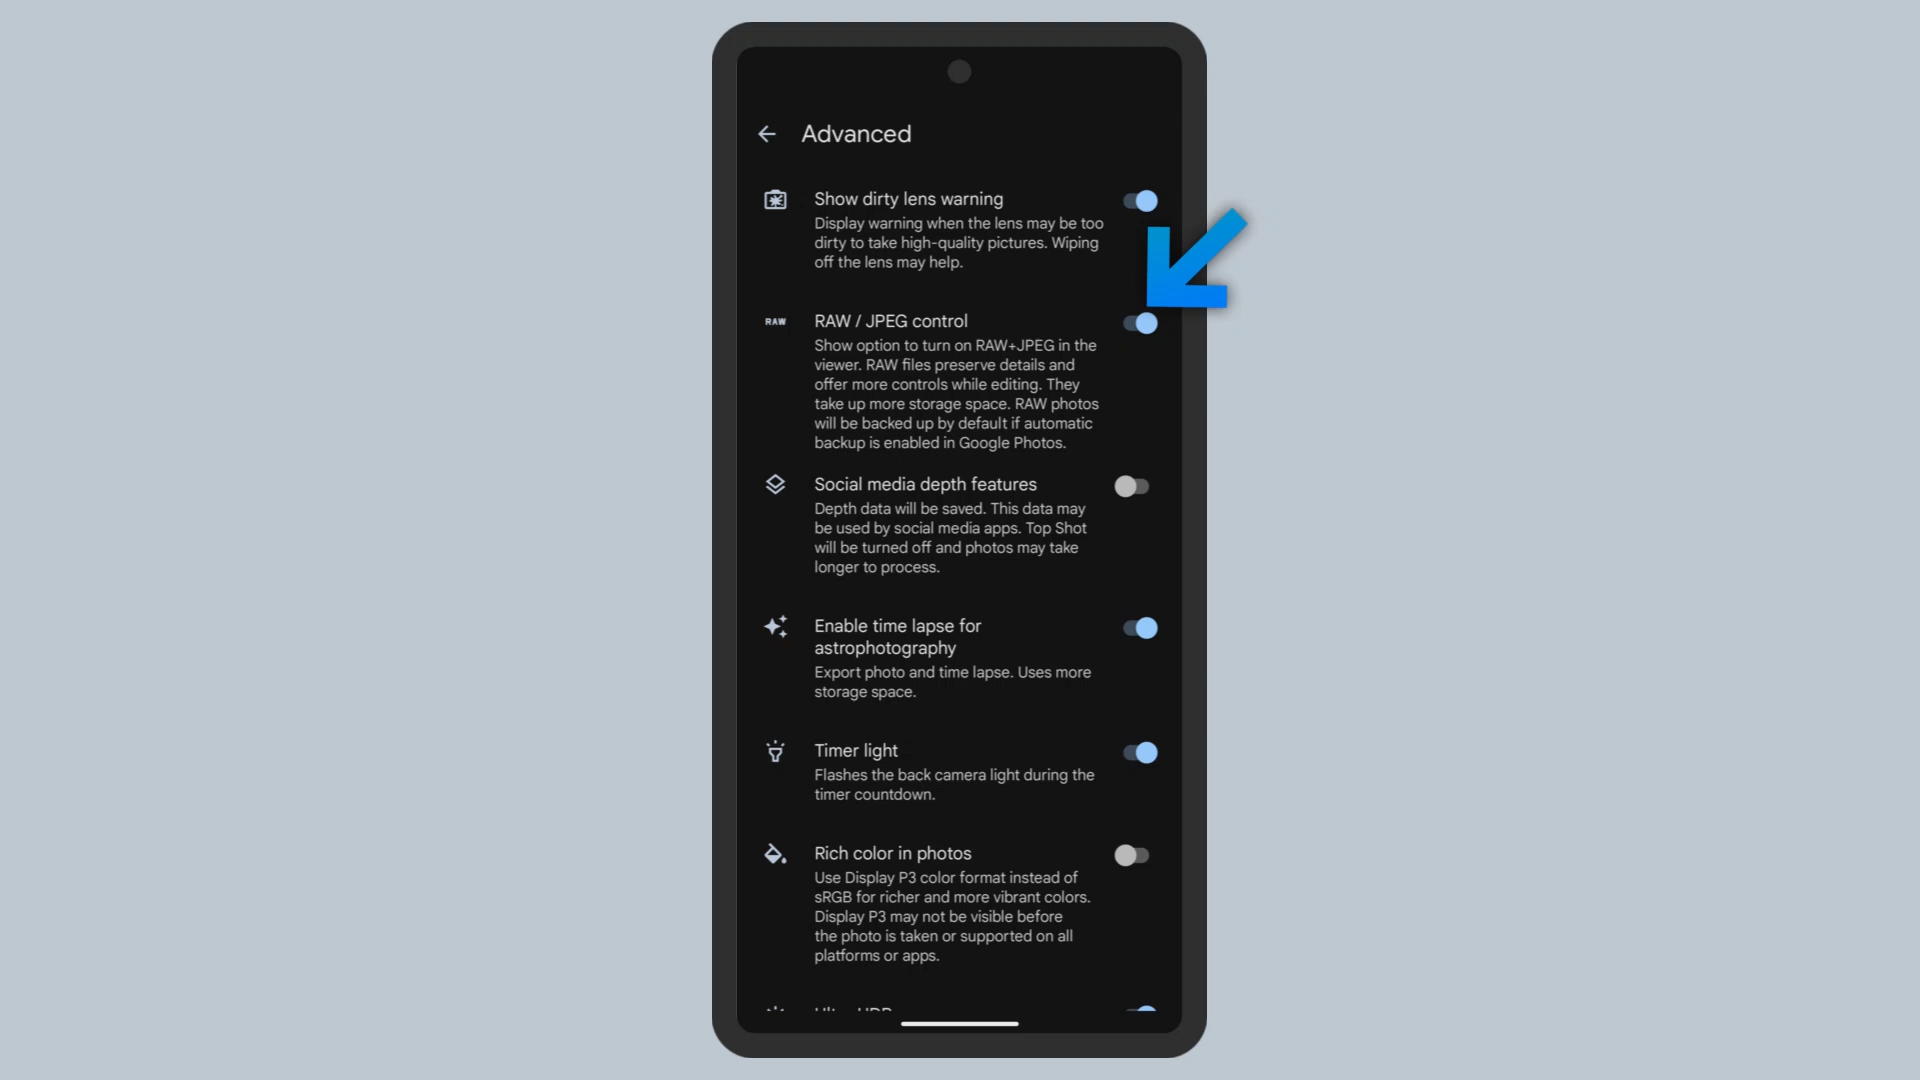 Advanced
Show dirty lens warning
Display warning when the lens may be too
dirty to take high-quality pictures. Wiping
off the lens may help.
RAW
RAW / JPEG control
Show option to turn on RAW+JPEG in the
viewer. RAW files preserve details and
offer more controls while editing. They
take up more storage space. RAW photos
will be backed up by default if automatic
backup is enabled in Google Photos.
Social media depth features
Depth data will be saved. This data may
be used by social media apps. Top Shot
will be turned off and photos may take
longer to process.
Enable time lapse for
astrophotography
Export photo and time lapse. Uses more
storage space.
Timer light
Flashes the back camera light during the
timer countdown.
Rich color in photos
Use Display P3 color format instead of
sRGB for richer and more vibrant colors.
Display P3 may not be visible before
the photo is taken or supported on all
platforms or apps.